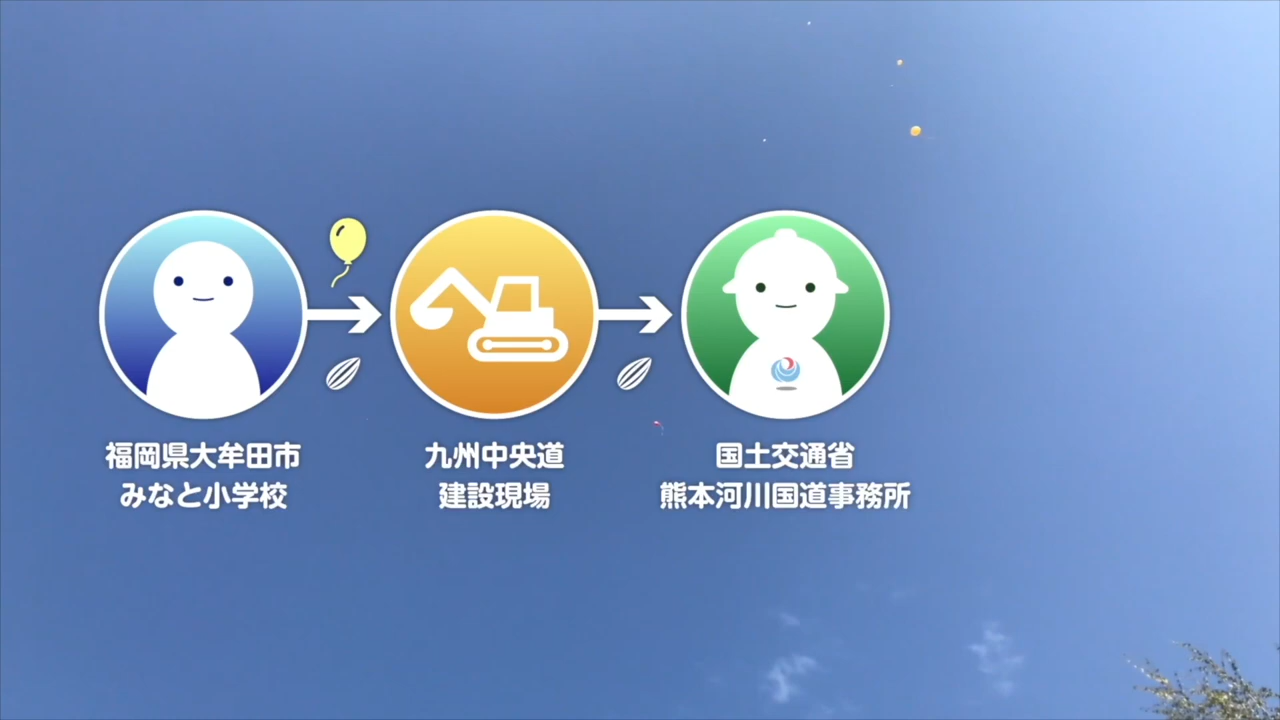 福岡県大牟田市
みなと小学校
九州中央道
建設現場
国土交通省
熊本河川国道事務所